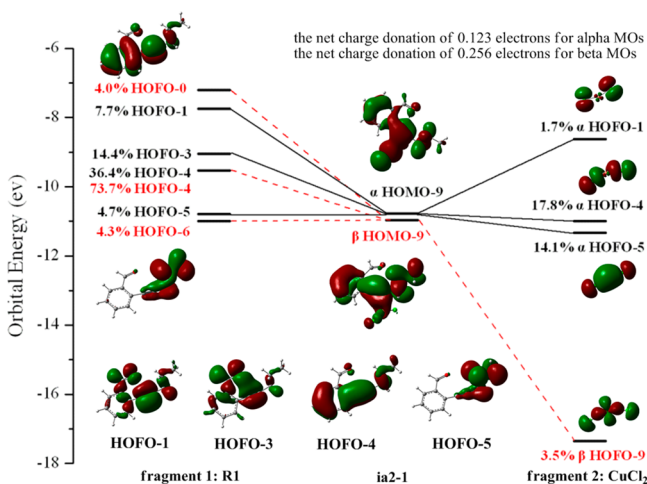 the net charge donation of 0.123 electrons for alpha MOs
the net charge donation of 0.256 electrons for beta MOs
Orbital Energy (ev)
-6
-7
-8
-9
-10
-11
-12
-14
-16
-18
4.0% HOFO-0
7.7% HOFO-1
14.4% HOFO-3
36.4% HOFO-4
73.7% HOFO-4
4.7% HOFO-5
4.3% HOFO-6
α HOMO-9
β HOMO-9
1.7% α HOFO-1
17.8% α HOFO-4
14.1% α HOFO-5
3.5% β HOFO-9
HOFO-1
HOFO-3
HOFO-4
HOFO-5
fragment 1: R1
ia2-1
fragment 2: CuCl₂